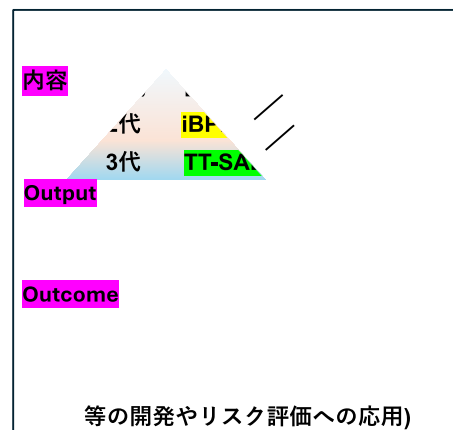 内容
代 iBP
3代 TT-SA
Output
Outcome
等の開発やリスク評価への応用)